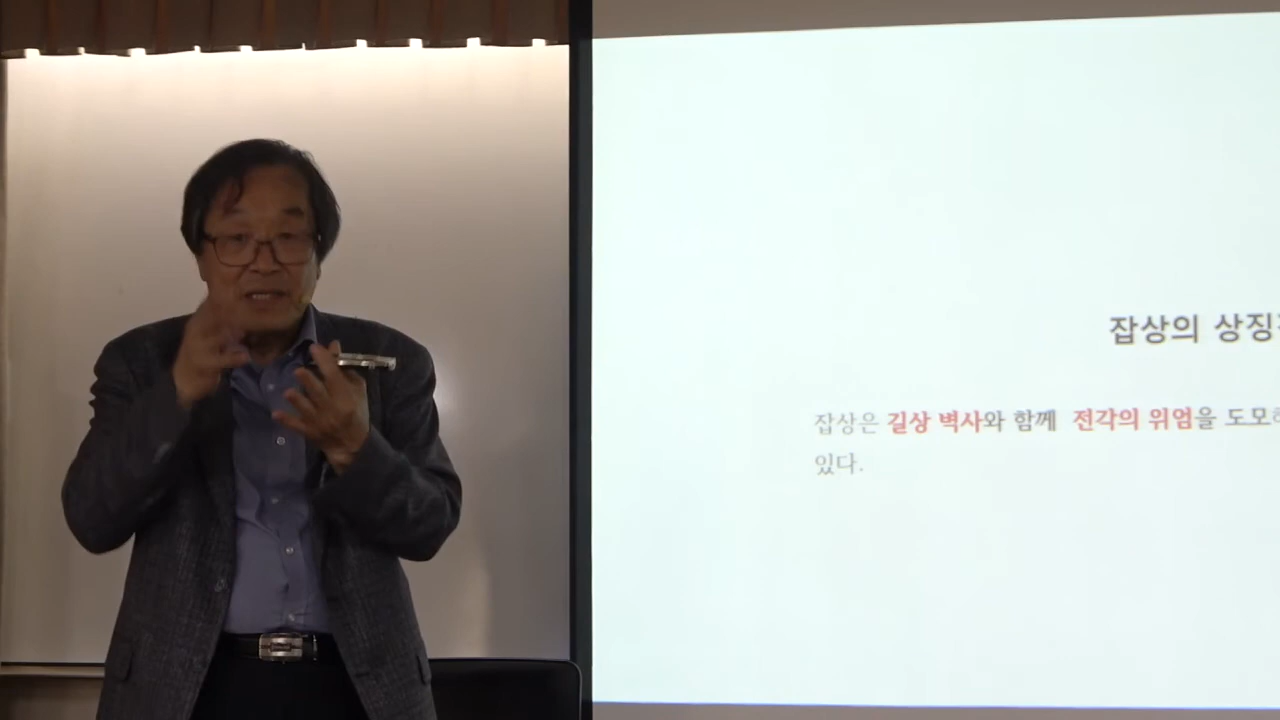 잡상의 상징
잡상은 길상 벽사와 함께 전각의 위엄을 도모
있다.